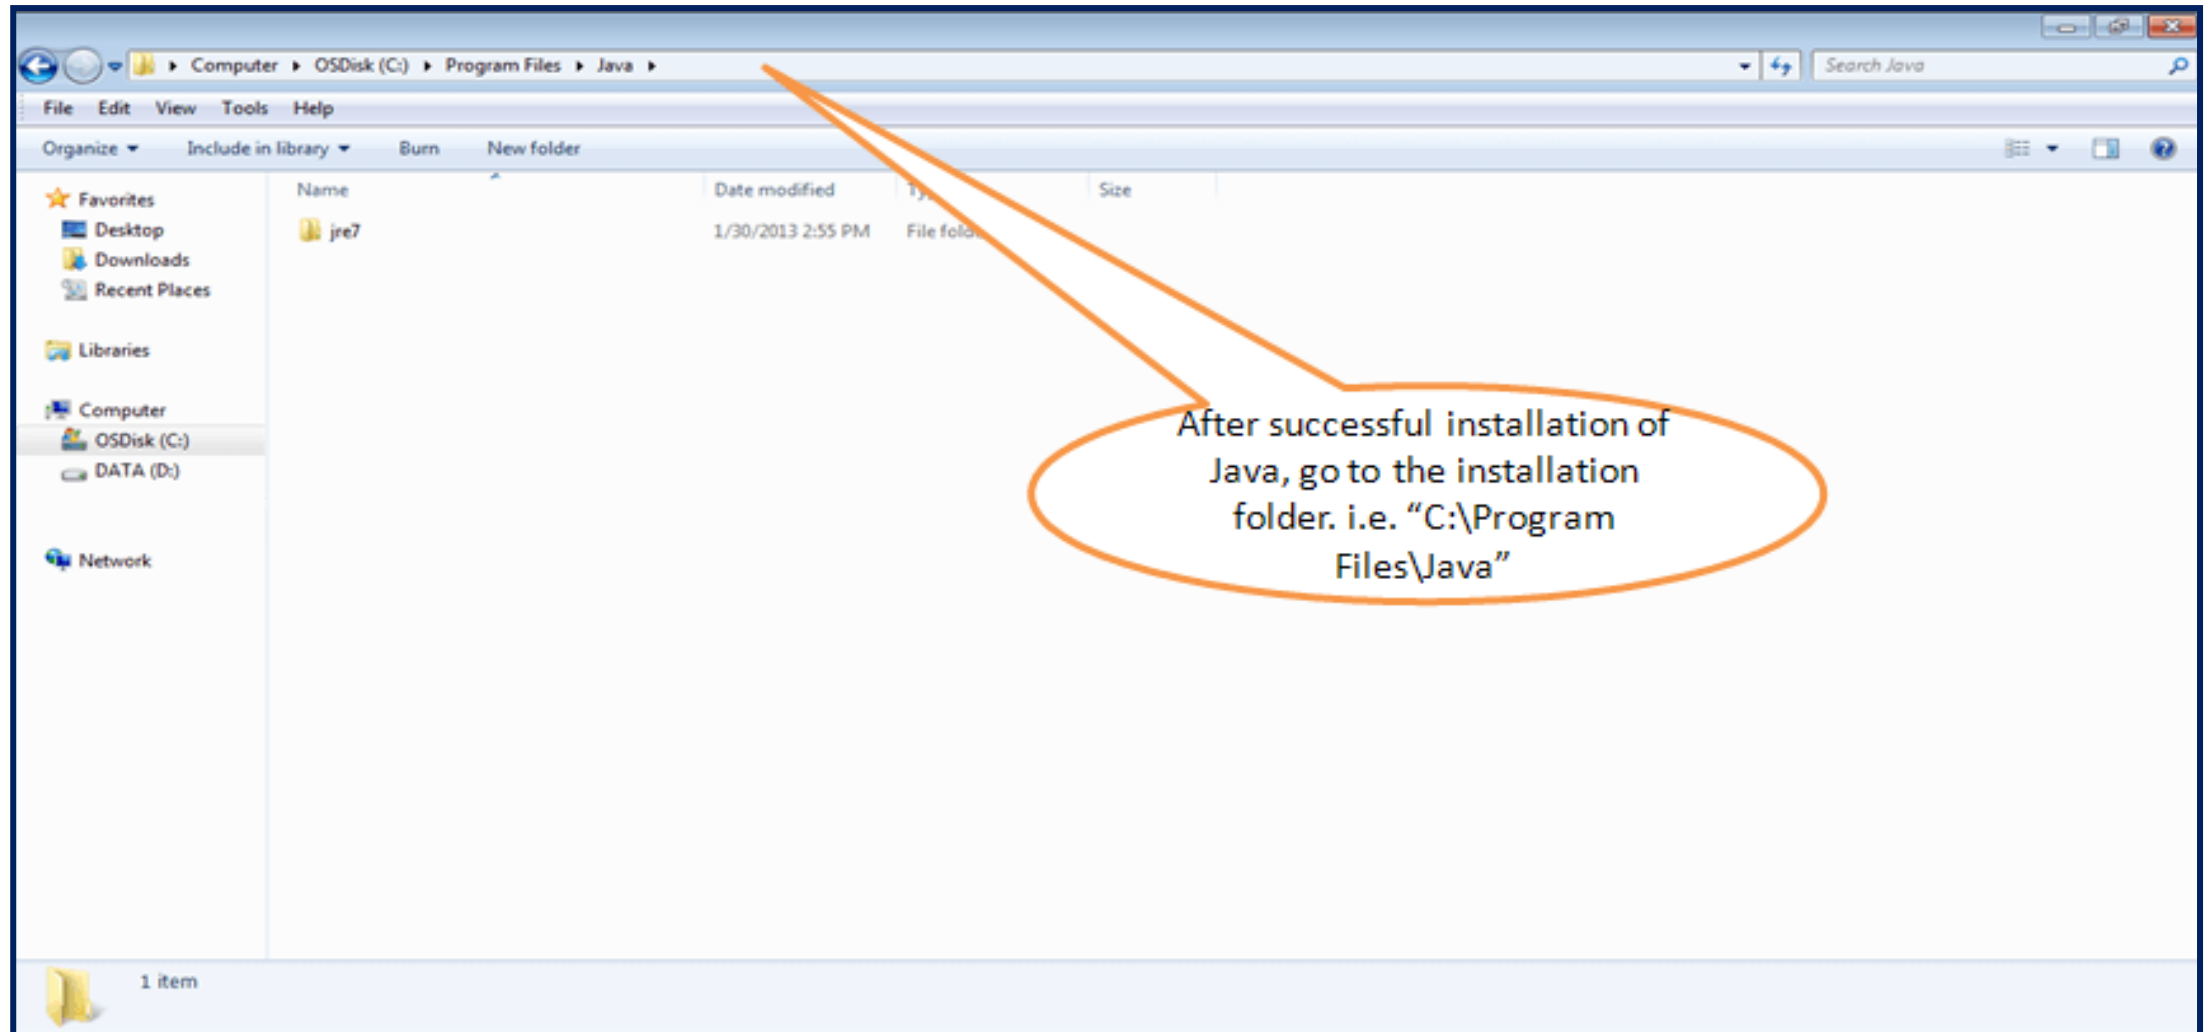 Computer OSDisk (C:) Program Files Java
Search Java
File Edit View Tools Help
Organize Include in library Burn New folder
Favorites
Desktop
Downloads
Recent Places
Libraries
Computer
OSDisk (C:)
DATA (D:)
Network
Name Date modified Size
jre7 1/30/2013 2:55 PM File
After successful installation of
Java, go to the installation
folder. i.e. “C:\Program
Files\Java”
1 item